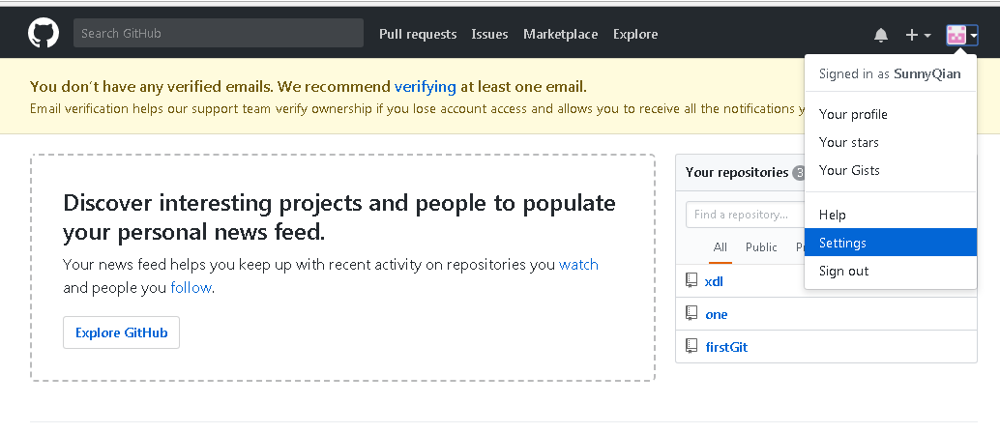 Search GitHub
Pull requests Issues Marketplace Explore
Signed in as SunnyQian
Your profile
Your stars
Your Gists
Help
Settings
Sign out
You don't have any verified emails. We recommend verifying at least one email.
Email verification helps our support team verify ownership if you lose account access and allows you to receive all the notifications
Discover interesting projects and people to populate
your personal news feed.
Your news feed helps you keep up with recent activity on repositories you watch
and people you follow.
Explore GitHub
Your repositories 3
Find a repository...
All Public
xdl
one
firstGit